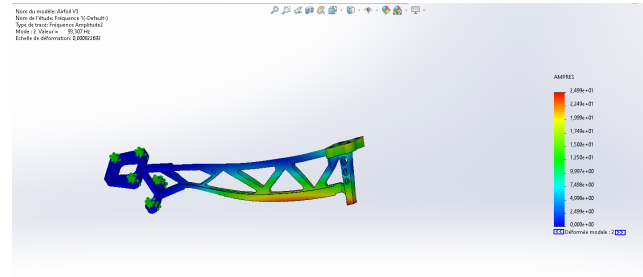 Nom du modèle: Airfoil V3
Nom de l'étude: Fréquence 1(-Default-)
Type de tracé: Fréquence Amplitude2
Mode : 2 Valeur = 93,307 Hz
Echelle de déformation: 0,000922692
AMPRES
2,499e+01
2,249e+01
1,999e+01
1,749e+01
1,500e+01
1,250e+01
9,997e+00
7,498e+00
4,999e+00
2,499e+00
0,000e+00
Déformée modale : 2